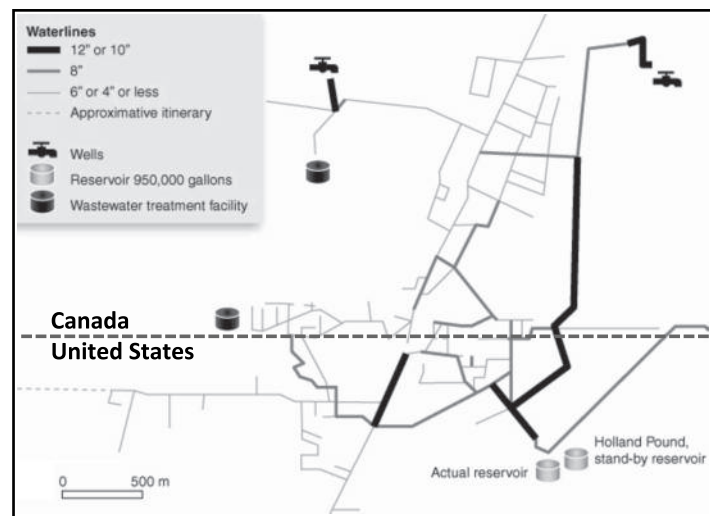 Waterlines
12" or 10"
8"
6" or 4" or less
Approximative itinerary
Wells
Reservoir 950,000 gallons
Wastewater treatment facility
Canada
United States
0 500 m
Actual reservoir
Holland Pound,
stand-by reservoir